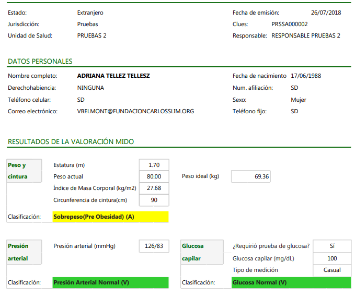 Estado: Extranjero Fecha de emisión: 26/07/2018
Jurisdicción: Pruebas Clues: PRSSA000002
Unidad de Salud: PRUEBAS 2 Responsable: RESPONSABLE PRUEBAS 2
DATOS PERSONALES
Nombre completo: ADRIANA TELLEZ TELLESZ Fecha de nacimiento 17/06/1988
Derechohabiencia: NINGUNA Num. afiliación: SD
Teléfono celular: SD Sexo: Mujer
Correo electrónico: VBELMONT@FUNDACIONCARLOSSLIM.ORG Teléfono fijo: SD
RESULTADOS DE LA VALORACIÓN MIDO
Peso y cintura
Estatura (m) 1.70
Peso actual 80.00 Peso ideal (kg) 69.36
Índice de Masa Corporal (kg/m2) 27.68
Circunferencia de cintura(cm) 90
Clasificación: Sobrepeso(Pre Obesidad) (A)
Presión arterial
Presión arterial (mmHg) 126/83
Clasificación: Presión Arterial Normal (V)
Glucosa capilar
¿Requirió prueba de glucosa? Sí
Glucosa capilar (mg/dL) 100
Tipo de medición Casual
Clasificación: Glucosa Normal (V)